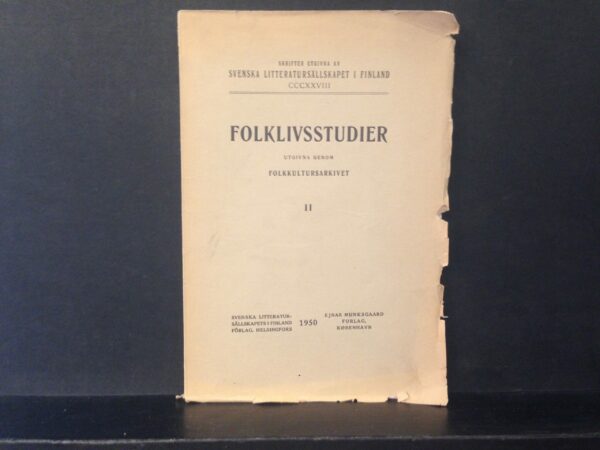 SKRIFTER UTGIVNA AV
SVENSKA LITTERATURSÄLLSKAPET I FINLAND
CCCXXVIII
FOLKLIVSSTUDIER
UTGIVNA GENOM
FOLKKULTURSARKIVET
II
SVENSKA LITTERATUR-
SÄLLSKAPETS I FINLAND
FÖRLAG, HELSINGFORS
1950
EJNAR MUNKSGAARD
FORLAG,
KØBENHAVN